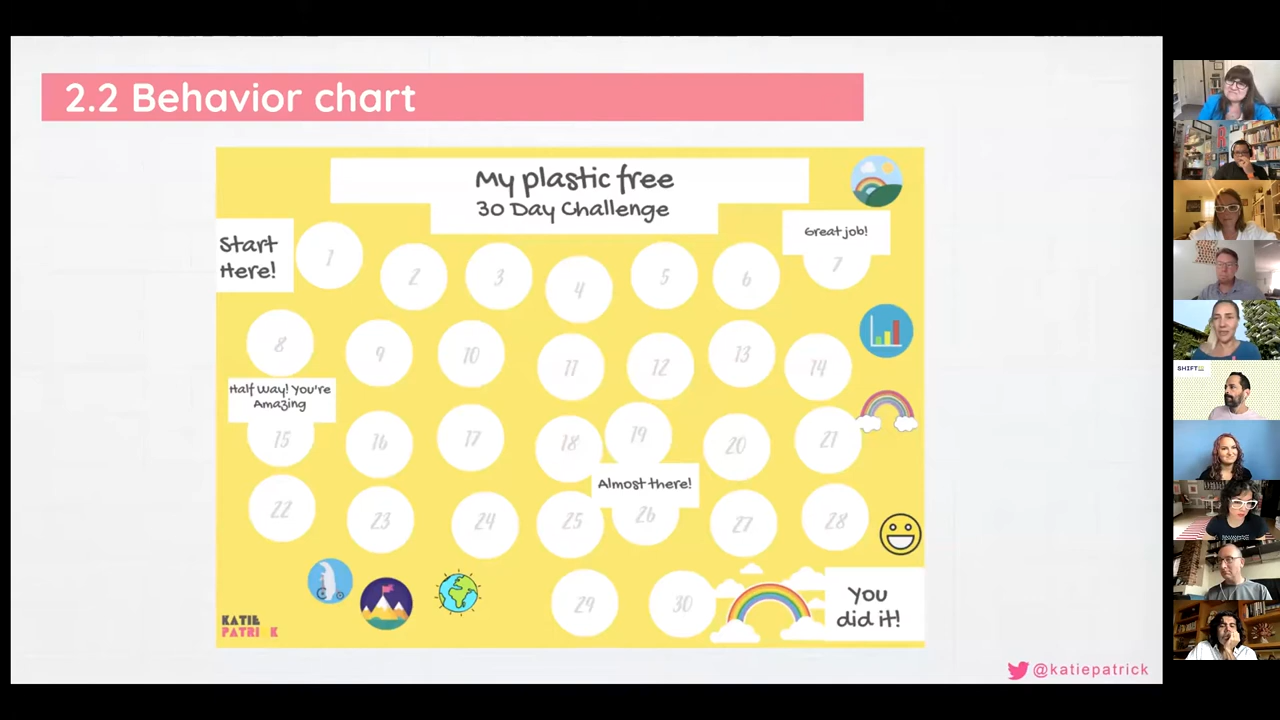 2.2 Behavior chart
My plastic free
30 Day Challenge
Start
Here!
Great job!
1
2
3
4
5
6
7
8
9
10
11
12
13
14
Half Way! You're
Amazing
15
16
17
18
19
20
21
Almost there!
22
23
24
25
26
27
28
29
30
You
did it!
KATIE
PATRI K
@katiepatrick
SHIFT